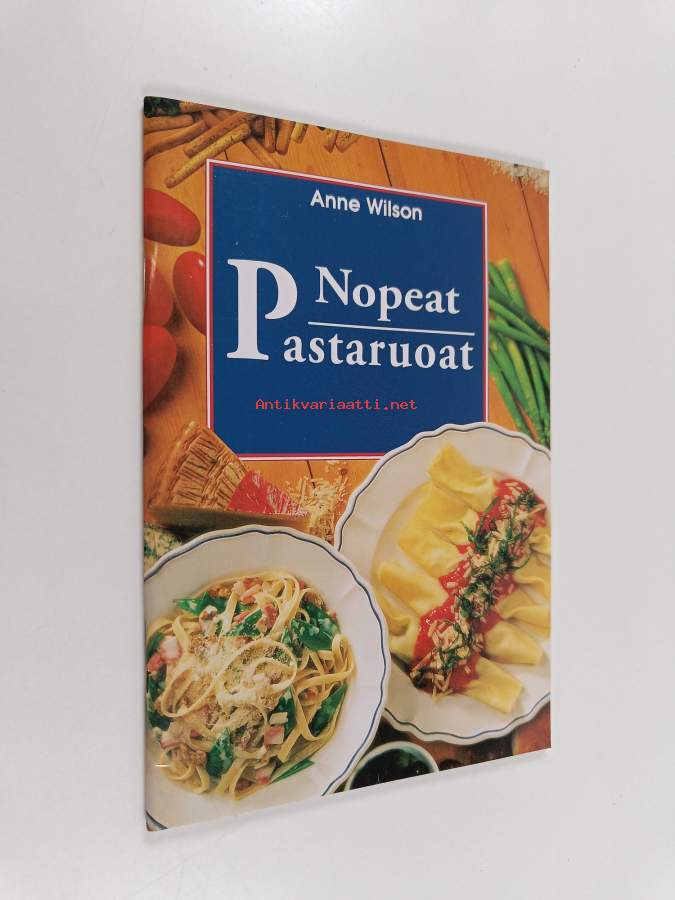 Anne Wilson
Nopeat
Pastaruoat
Antikvariaatti.net